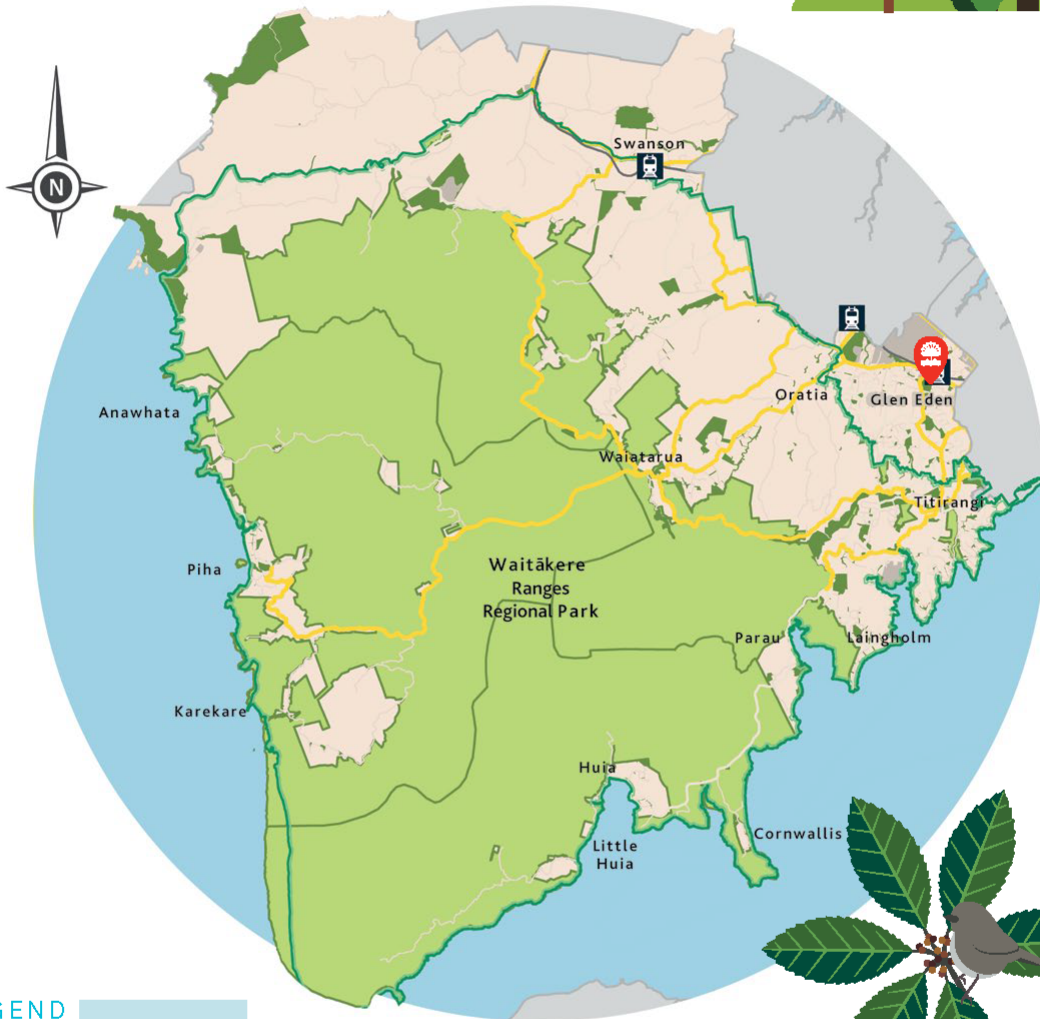 N
Swanson
Anawhata
Oratia
Glen Eden
Waiatarua
Titirangi
Piha
Waitākere
Ranges
Regional Park
Parau
Laingholm
Karekare
Huia
Cornwallis
Little
Huia
GEND